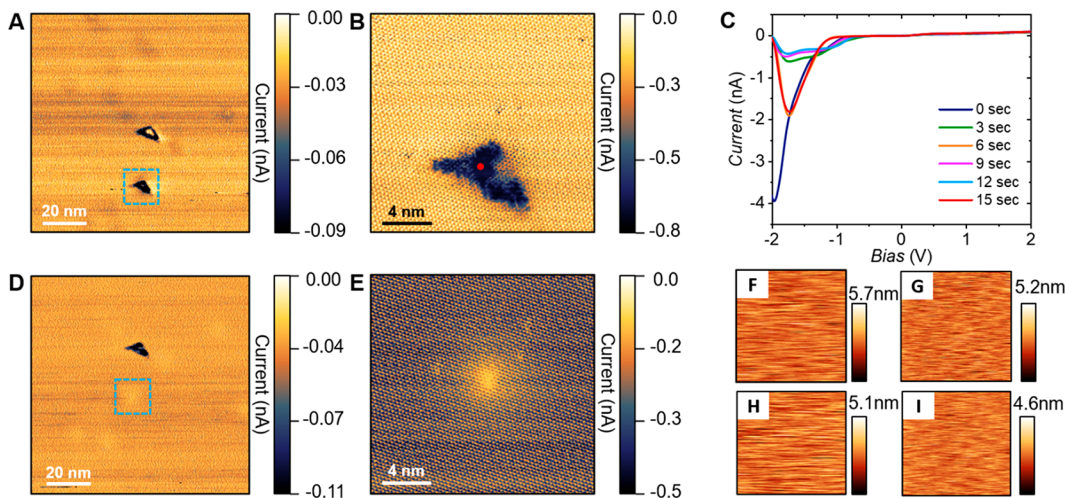 A
20 nm
0.00
-0.03
-0.06
-0.09
Current (nA)
B
4 nm
0.0
-0.3
-0.6
-0.8
Current (nA)
C
Current (nA)
0
-1
-2
-3
-4
-2
-1
0
1
2
Bias (V)
0 sec
3 sec
6 sec
9 sec
12 sec
15 sec
D
20 nm
0.00
-0.04
-0.07
-0.11
Current (nA)
E
4 nm
0.0
-0.2
-0.3
-0.5
Current (nA)
F
5.7nm
G
5.2nm
H
5.1nm
I
4.6nm